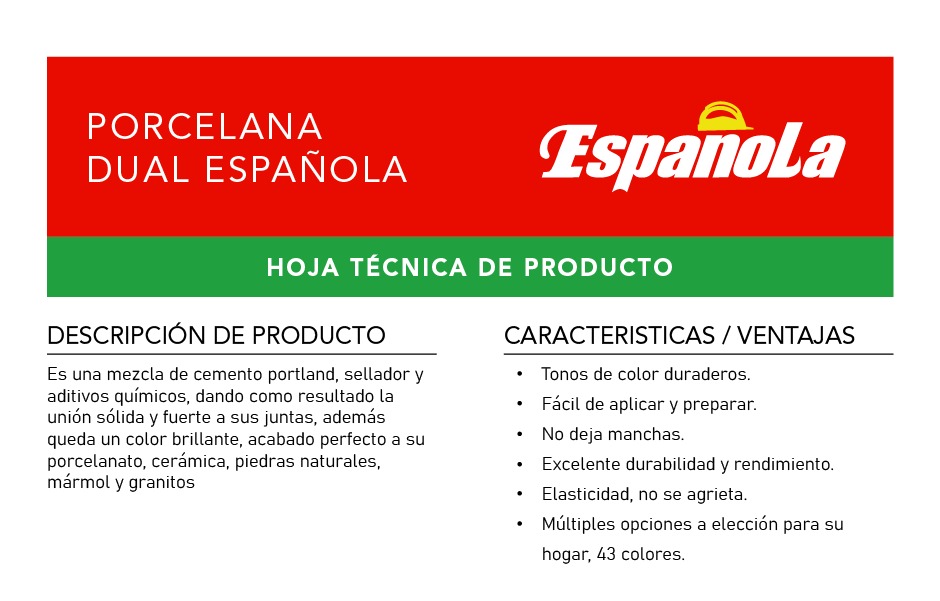 PORCELANA
DUAL ESPAÑOLA
EspañoLa
HOJA TÉCNICA DE PRODUCTO
DESCRIPCIÓN DE PRODUCTO
Es una mezcla de cemento portland, sellador y
aditivos químicos, dando como resultado la
unión sólida y fuerte a sus juntas, además
queda un color brillante, acabado perfecto a su
porcelanato, cerámica, piedras naturales,
mármol y granitos
CARACTERISTICAS / VENTAJAS
• Tonos de color duraderos.
• Fácil de aplicar y preparar.
• No deja manchas.
• Excelente durabilidad y rendimiento.
• Elasticidad, no se agrieta.
• Múltiples opciones a elección para su
hogar, 43 colores.